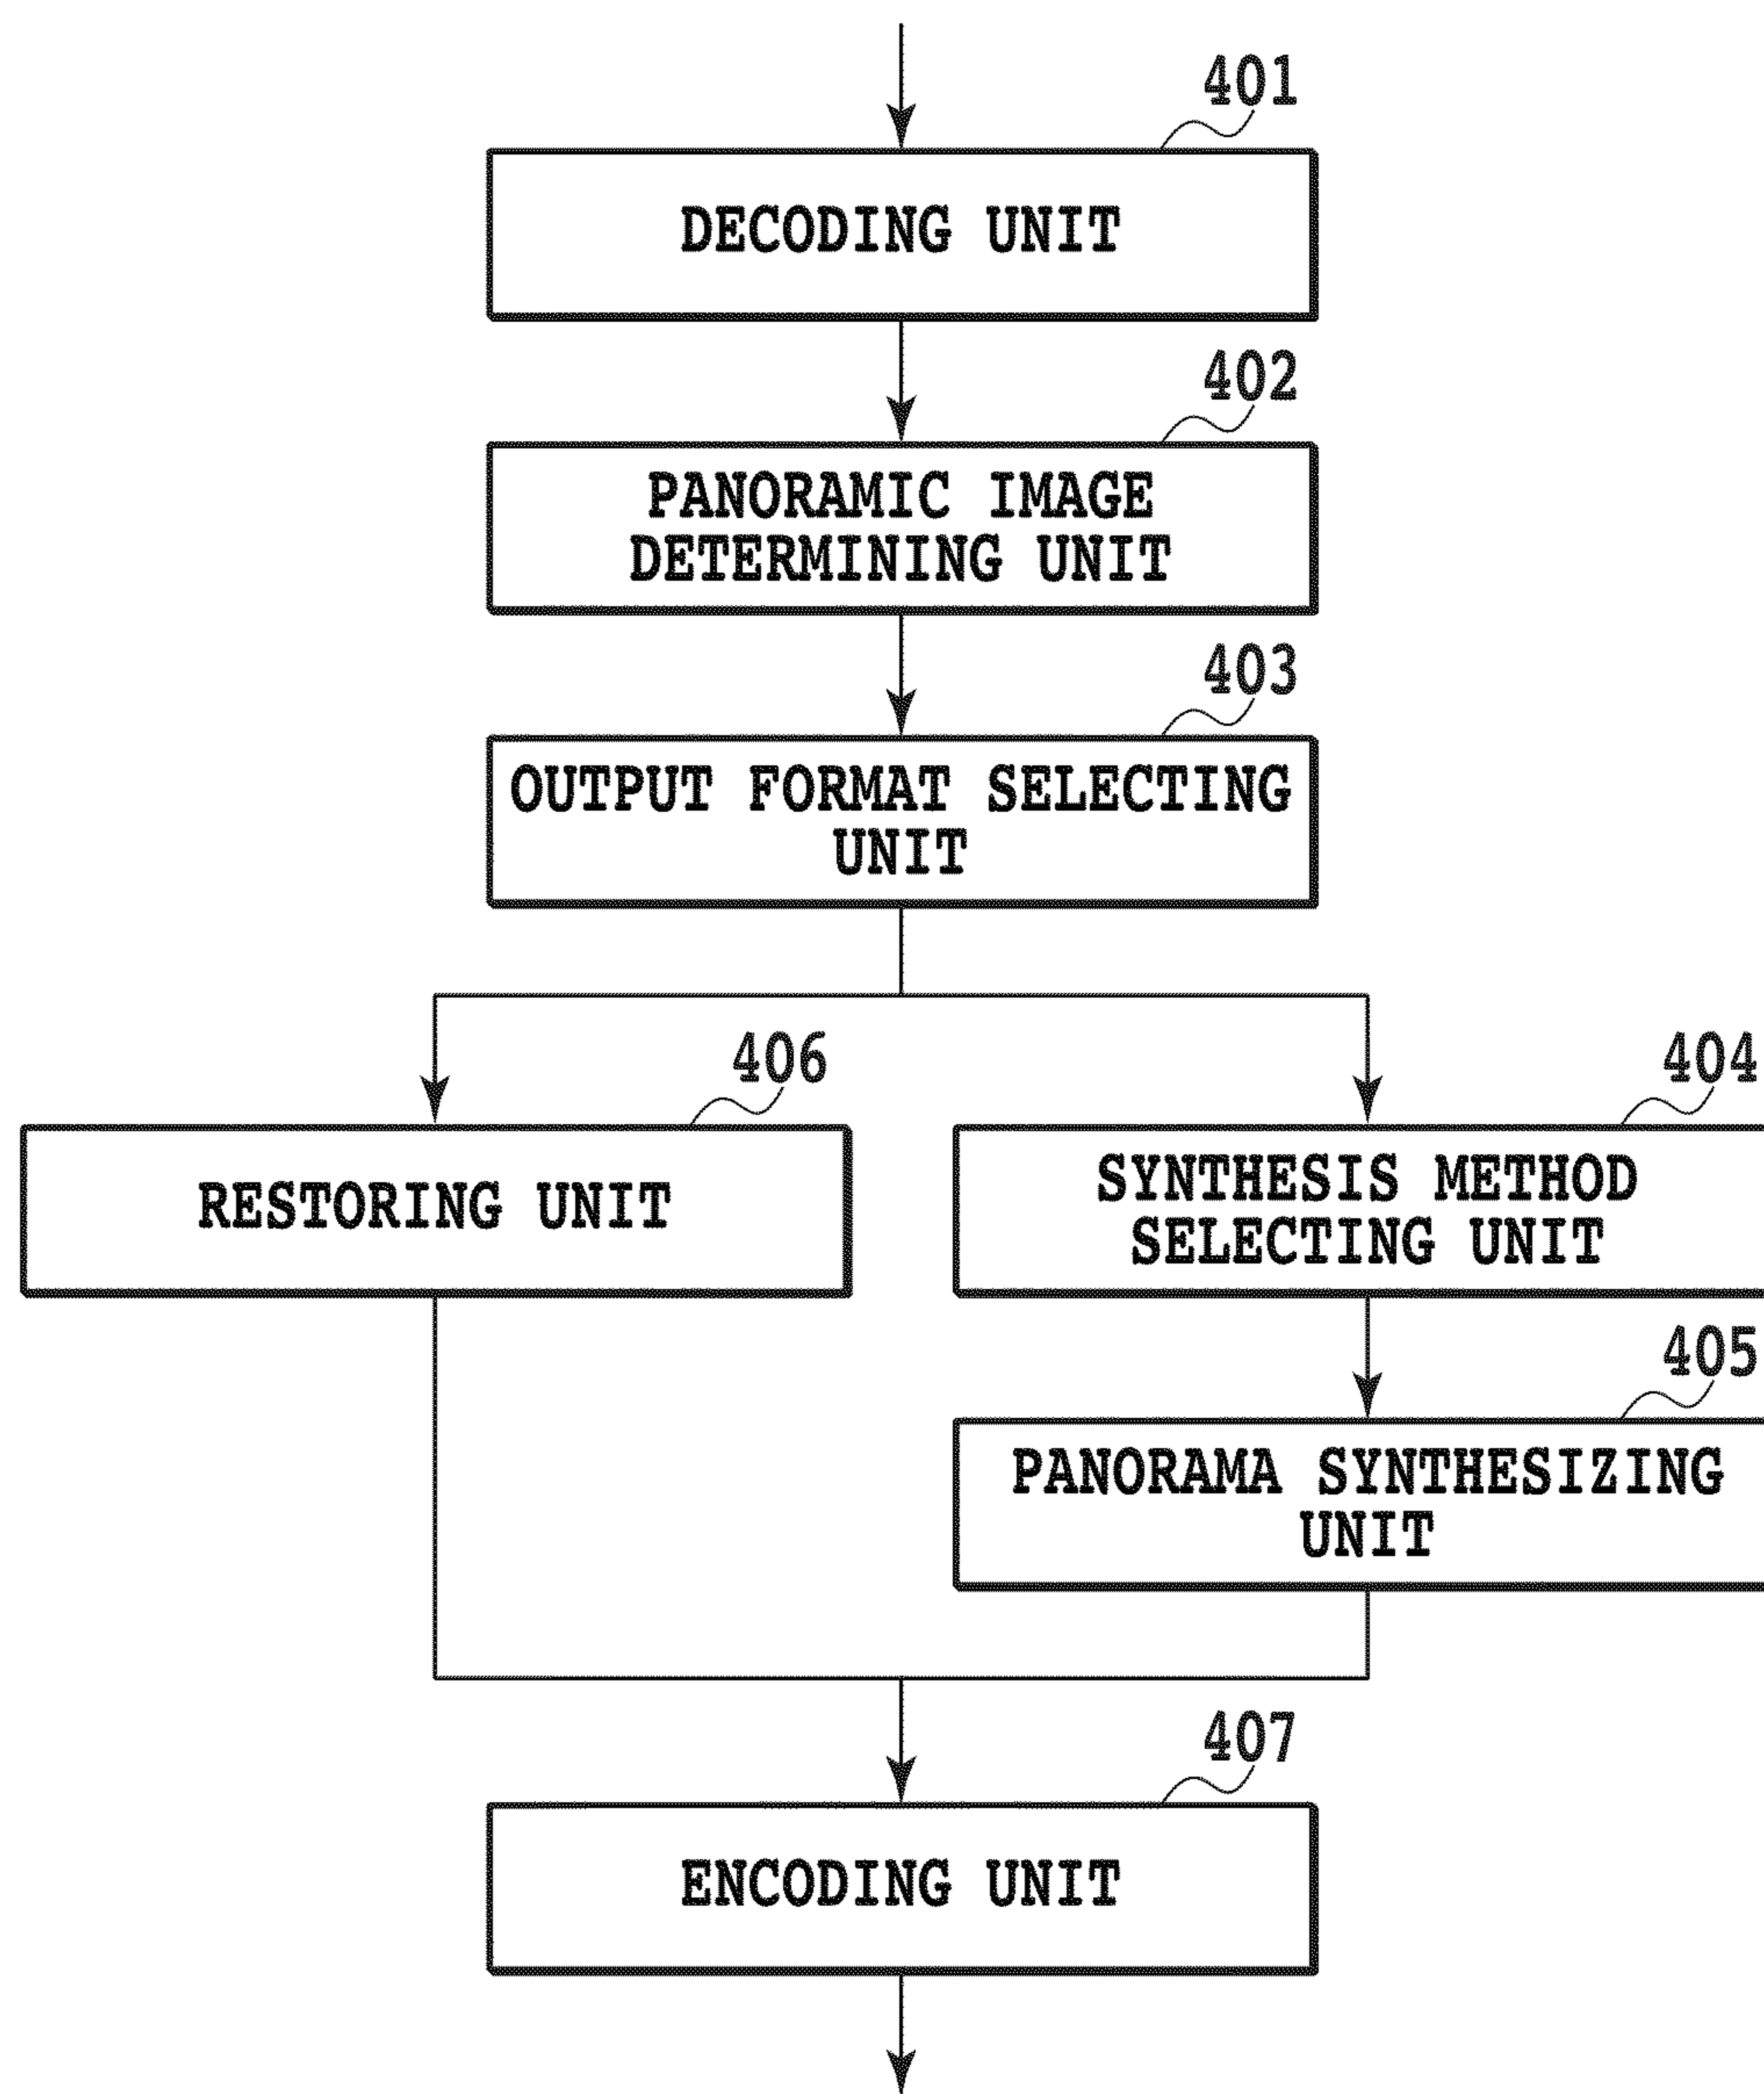 401
DECODING UNIT
402
PANORAMIC IMAGE
DETERMINING UNIT
403
OUTPUT FORMAT SELECTING
UNIT
406
RESTORING UNIT
404
SYNTHESIS METHOD
SELECTING UNIT
405
PANORAMA SYNTHESIZING
UNIT
407
ENCODING UNIT